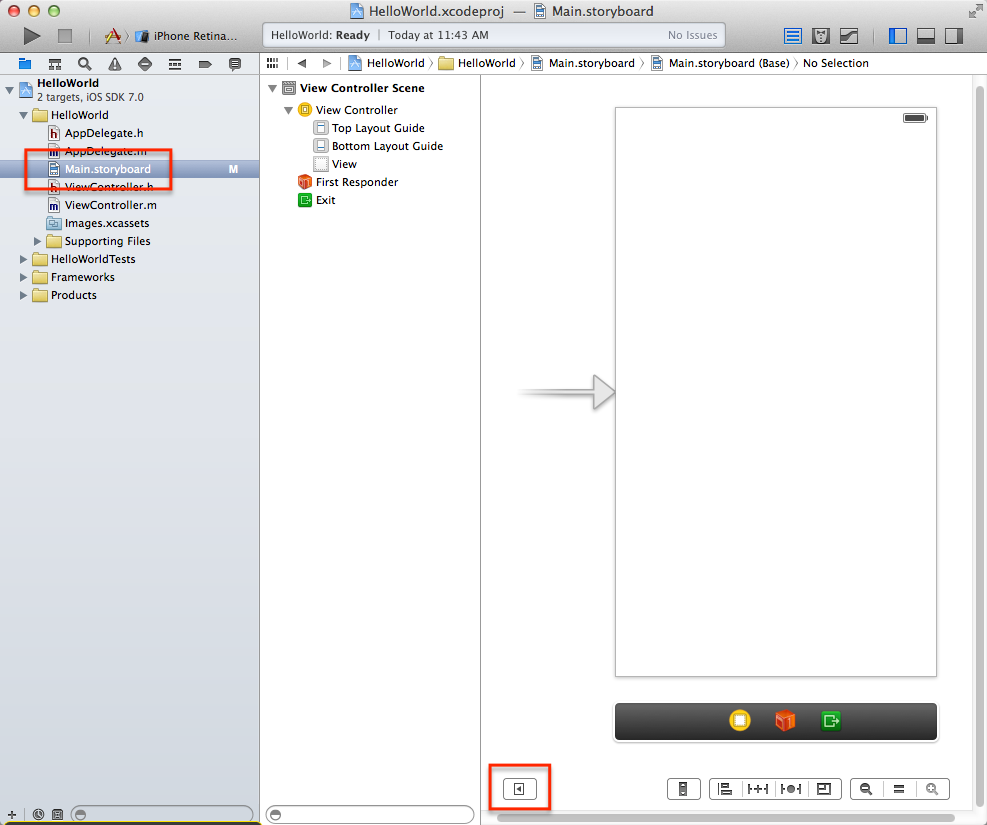 HelloWorld.xcodeproj — Main.storyboard
iPhone Retina...
HelloWorld: Ready | Today at 11:43 AM
No Issues
HelloWorld
2 targets, iOS SDK 7.0
HelloWorld
AppDelegate.h
AppDelegate.m
Main.storyboard
M
ViewController.h
ViewController.m
Images.xcassets
Supporting Files
HelloWorldTests
Frameworks
Products
HelloWorld
HelloWorld
Main.storyboard
Main.storyboard (Base)
No Selection
View Controller Scene
View Controller
Top Layout Guide
Bottom Layout Guide
View
First Responder
Exit